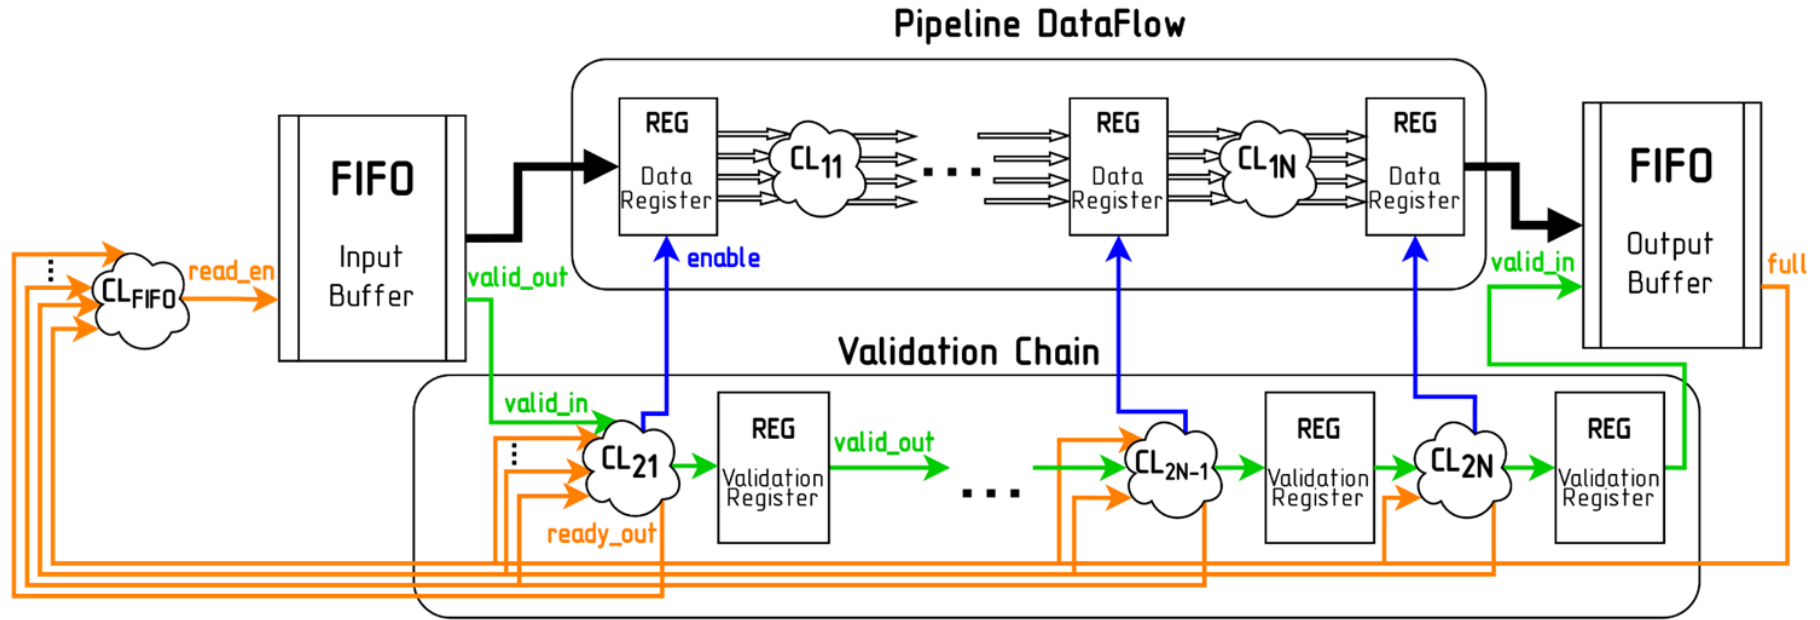 Pipeline DataFlow
REG
Data
Register
CL11
...
REG
Data
Register
CL1N
REG
Data
Register
FIFO
Input
Buffer
FIFO
Output
Buffer
CLFIFO
read_en
valid_out
enable
valid_in
full
Validation Chain
valid_in
CL21
ready_out
REG
Validation
Register
valid_out
...
CL2N-1
REG
Validation
Register
CL2N
REG
Validation
Register